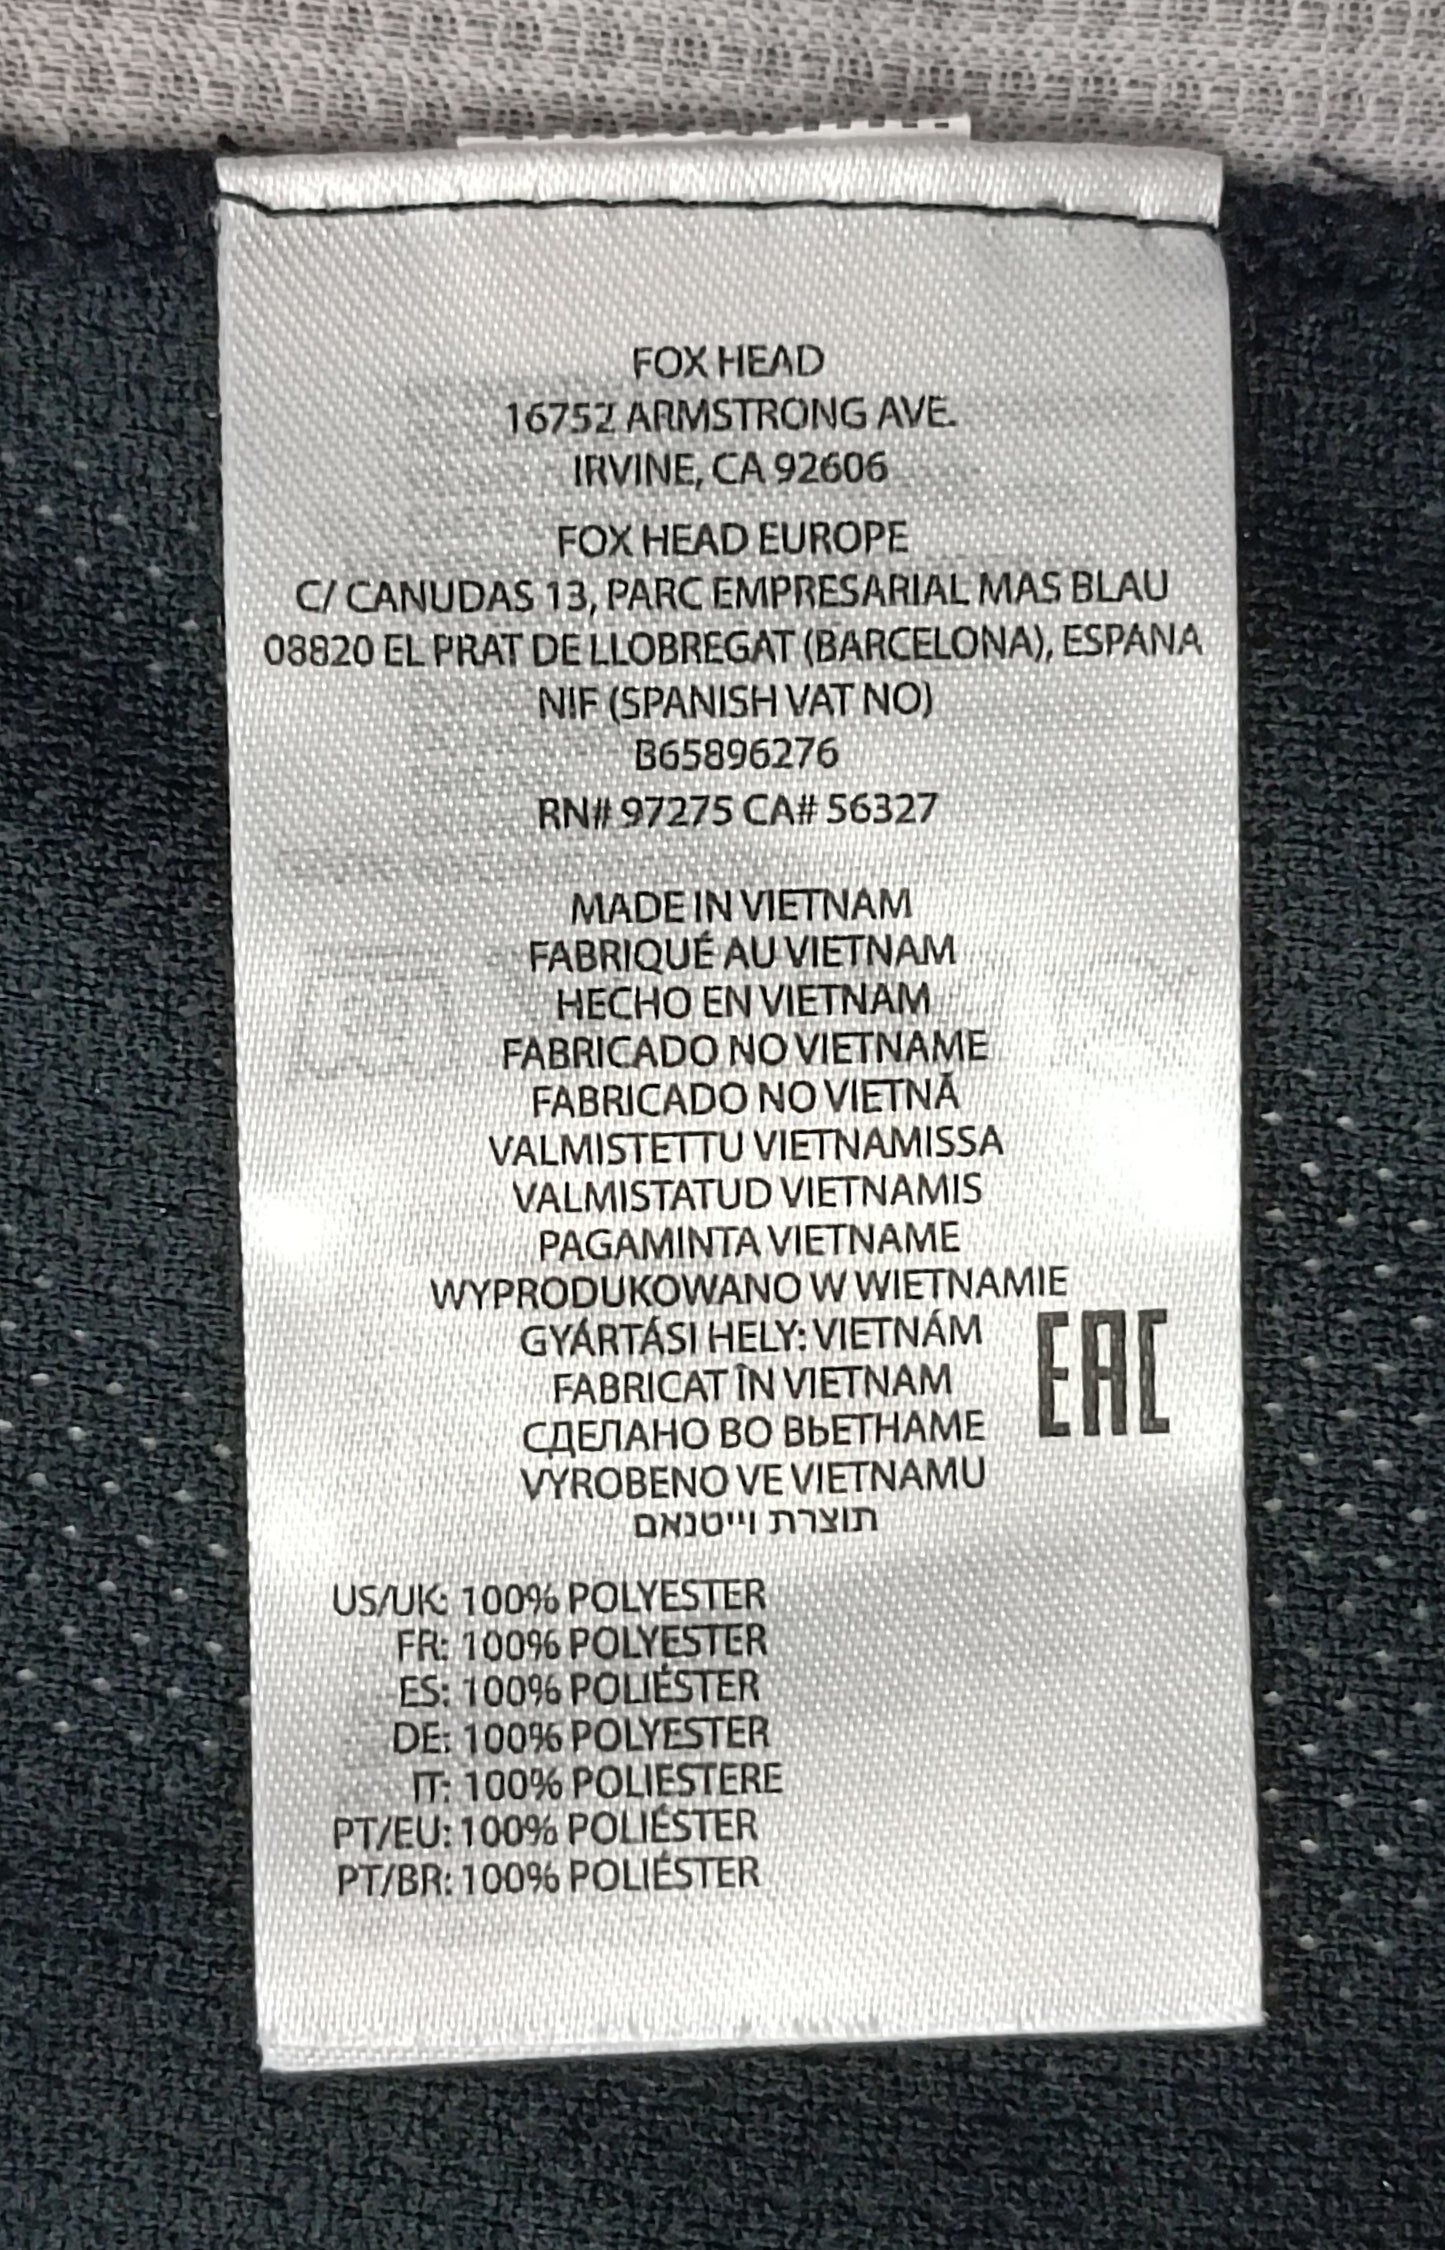 FOX HEAD
16752 ARMSTRONG AVE.
IRVINE, CA 92606
FOX HEAD EUROPE
C/ CANUDAS 13, PARC EMPRESARIAL MAS BLAU
08820 EL PRAT DE LLOBREGAT (BARCELONA), ESPANA
NIF (SPANISH VAT NO)
B65896276
RN# 97275 CA# 56327
MADE IN VIETNAM
FABRIQUÉ AU VIETNAM
HECHO EN VIETNAM
FABRICADO NO VIETNAME
FABRICADO NO VIETNĂ
VALMISTETTU VIETNAMISSA
VALMISTATUD VIETNAMIS
PAGAMINTA VIETNAME
WYPRODUKOWANO W WIETNAMIE
GYÁRTÁSI HELY: VIETNÁM
FABRICAT ÎN VIETNAM
EAC
СДЕЛАНО ВО ВЬЕТНАМЕ
VYROBENO VE VIETNAMU
תוצרת וייטנאם
US/UK: 100% POLYESTER
FR: 100% POLYESTER
ES: 100% POLIÉSTER
DE: 100% POLYESTER
IT: 100% POLIESTERE
PT/EU: 100% POLIÉSTER
PT/BR: 100% POLIÉSTER